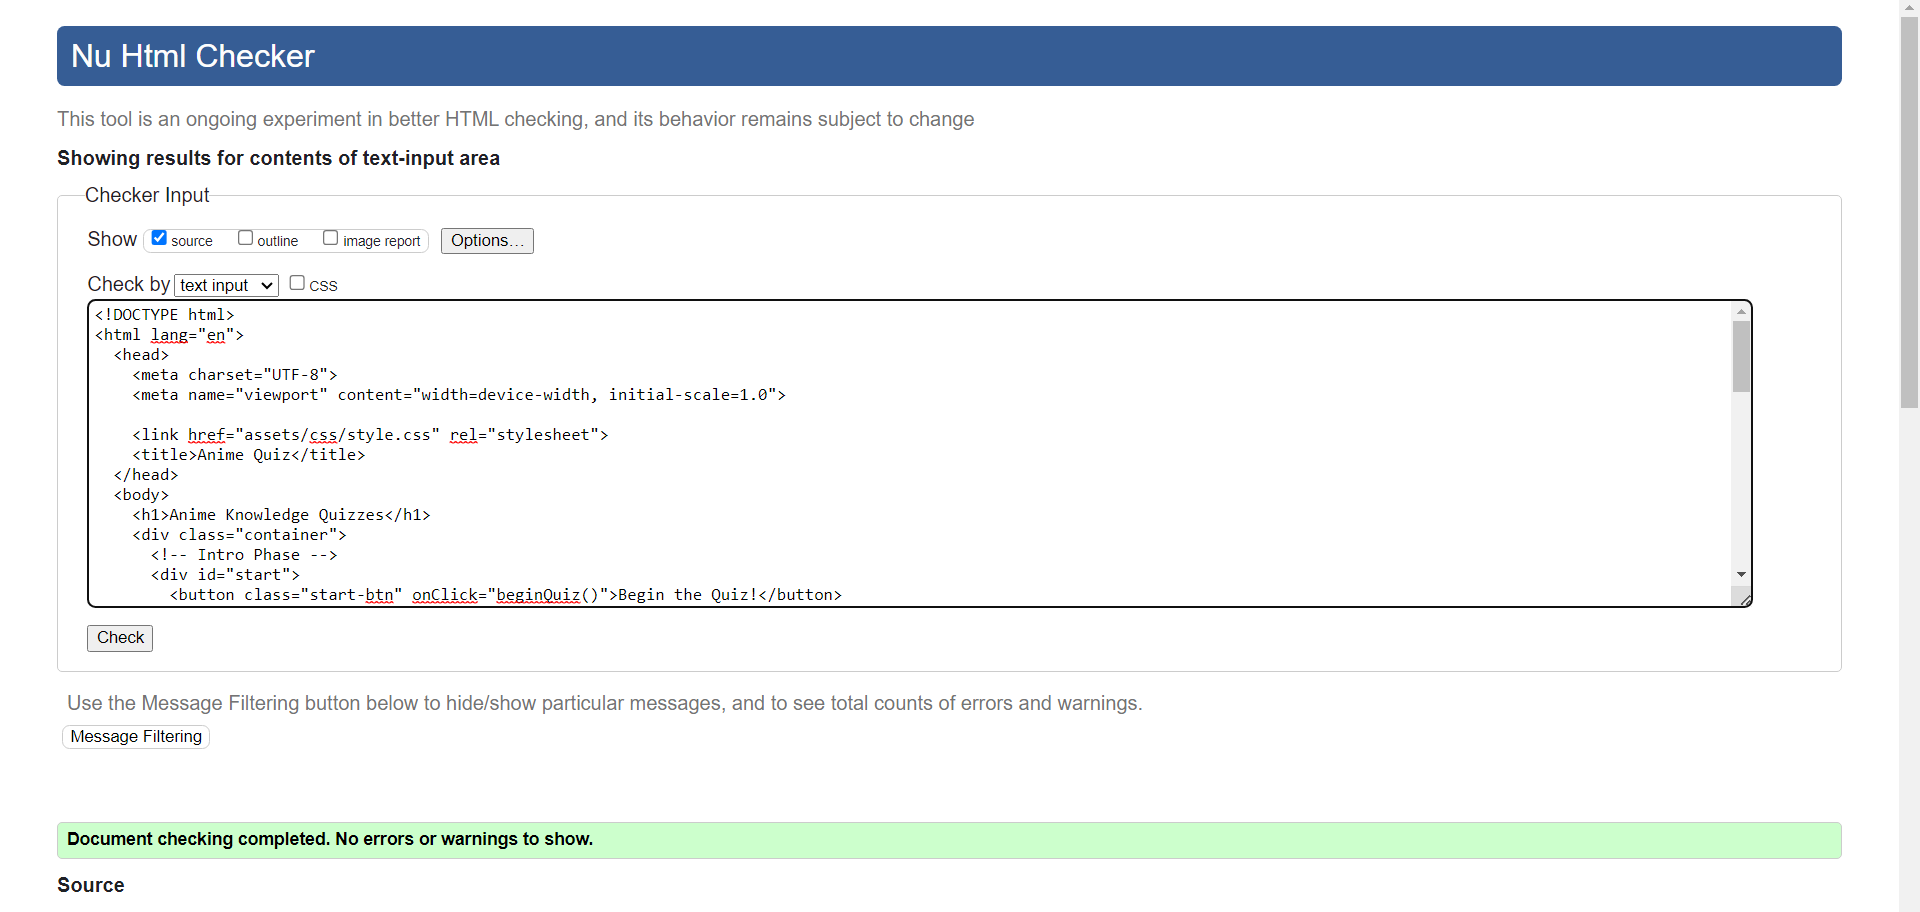 Nu Html Checker
This tool is an ongoing experiment in better HTML checking, and its behavior remains subject to change
Showing results for contents of text-input area
Checker Input
Show source outline image report Options...
Check by text input CSS
<!DOCTYPE html>
<html lang="en">
  <head>
    <meta charset="UTF-8">
    <meta name="viewport" content="width=device-width, initial-scale=1.0">
    <link href="assets/css/style.css" rel="stylesheet">
    <title>Anime Quiz</title>
  </head>
  <body>
    <h1>Anime Knowledge Quizzes</h1>
    <div class="container">
      <!-- Intro Phase -->
      <div id="start">
        <button class="start-btn" onClick="beginQuiz()">Begin the Quiz!</button>
Check
Use the Message Filtering button below to hide/show particular messages, and to see total counts of errors and warnings.
Message Filtering
Document checking completed. No errors or warnings to show.
Source